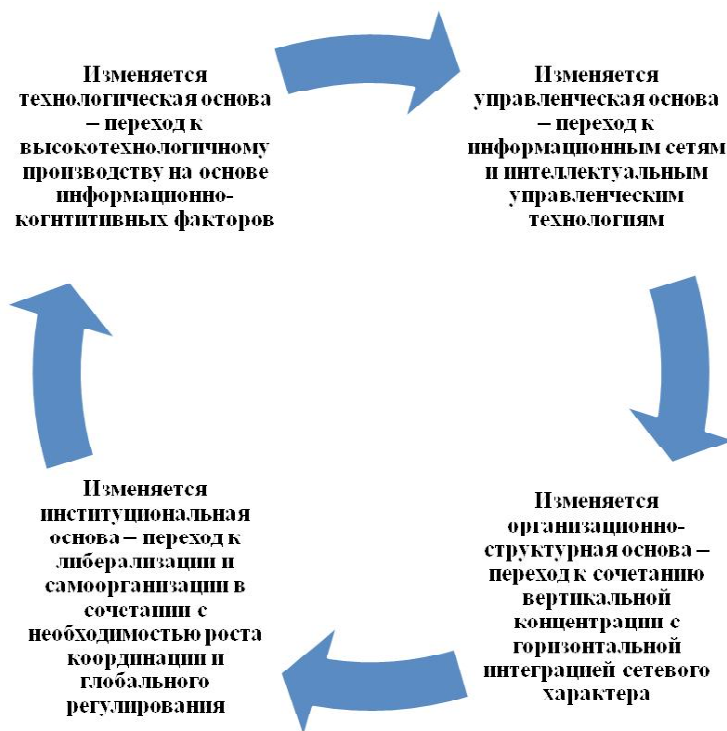 Изменяется
технологическая основа
– переход к
высокотехнологичному
производству на основе
информационно-
когнтитивных факторов
Изменяется
управленческая основа
– переход к
информационным сетям
и интеллектуальным
управленческим
технологиям
Изменяется
организационно-
структурная основа –
переход к сочетанию
вертикальной
концентрации с
горизонтальной
интеграцией сетевого
характера
Изменяется
институциональная
основа – переход к
либерализации и
самоорганизации в
сочетании с
необходимостью роста
координации и
глобального
регулирования